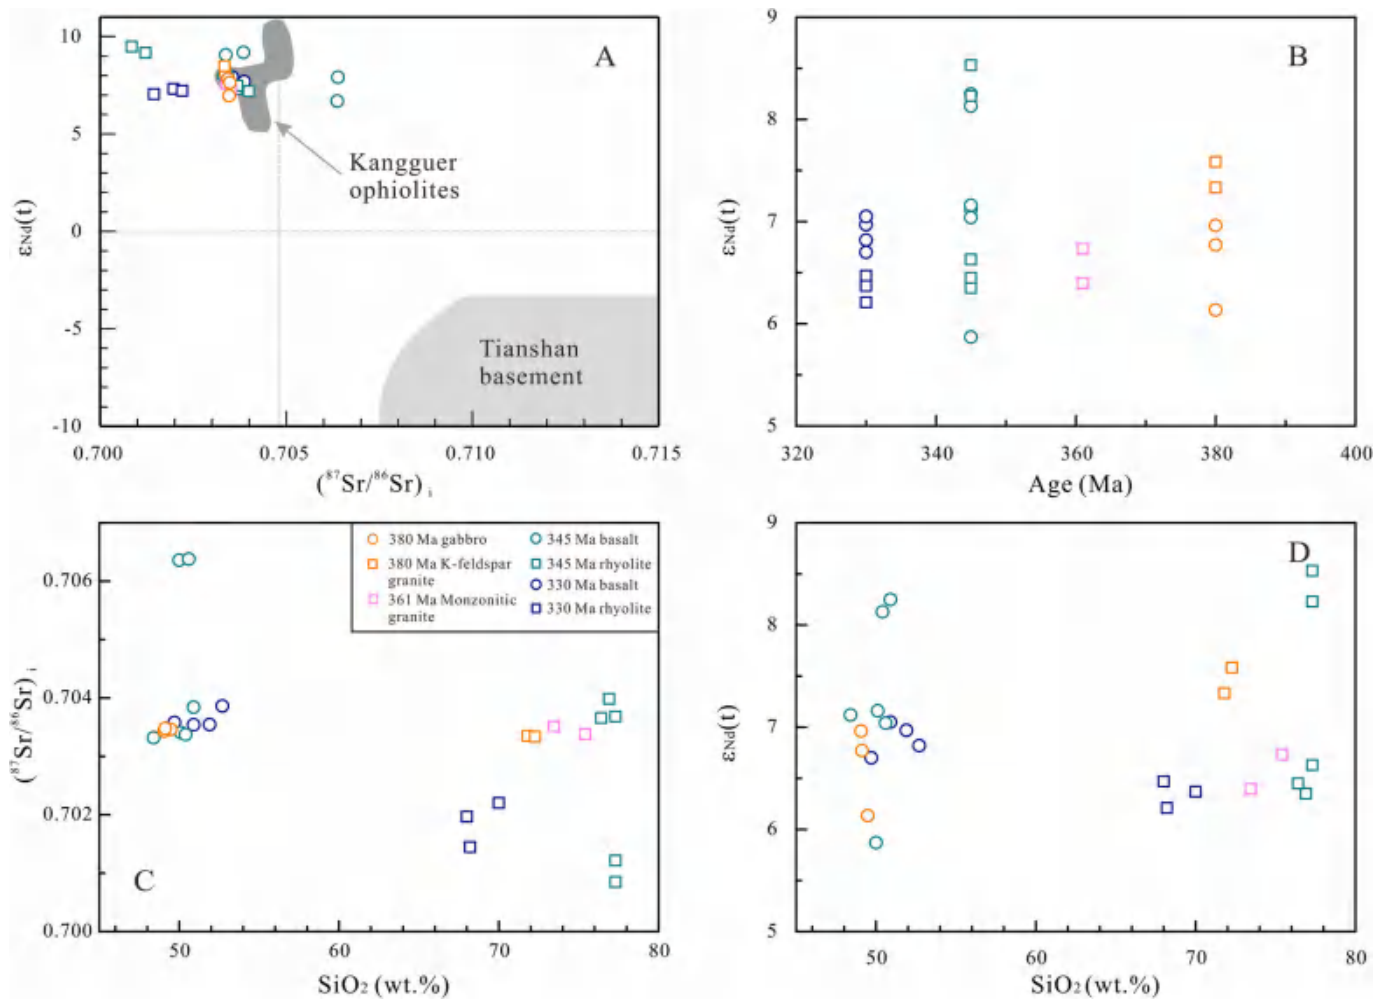 A
10
5
0
-5
-10
εNd(t)
Kangguer
ophiolites
Tianshan
basement
0.700
0.705
0.710
0.715
(⁸⁷Sr/⁸⁶Sr) i
B
9
8
7
6
5
εNd(t)
320
340
360
380
400
Age (Ma)
380 Ma gabbro
380 Ma K-feldspar
granite
361 Ma Monzonitic
granite
345 Ma basalt
345 Ma rhyolite
330 Ma basalt
330 Ma rhyolite
0.706
0.704
0.702
0.700
(⁸⁷Sr/⁸⁶Sr) i
C
50
60
70
80
SiO₂ (wt.%)
D
9
8
7
6
5
εNd(t)
50
60
70
80
SiO₂ (wt.%)